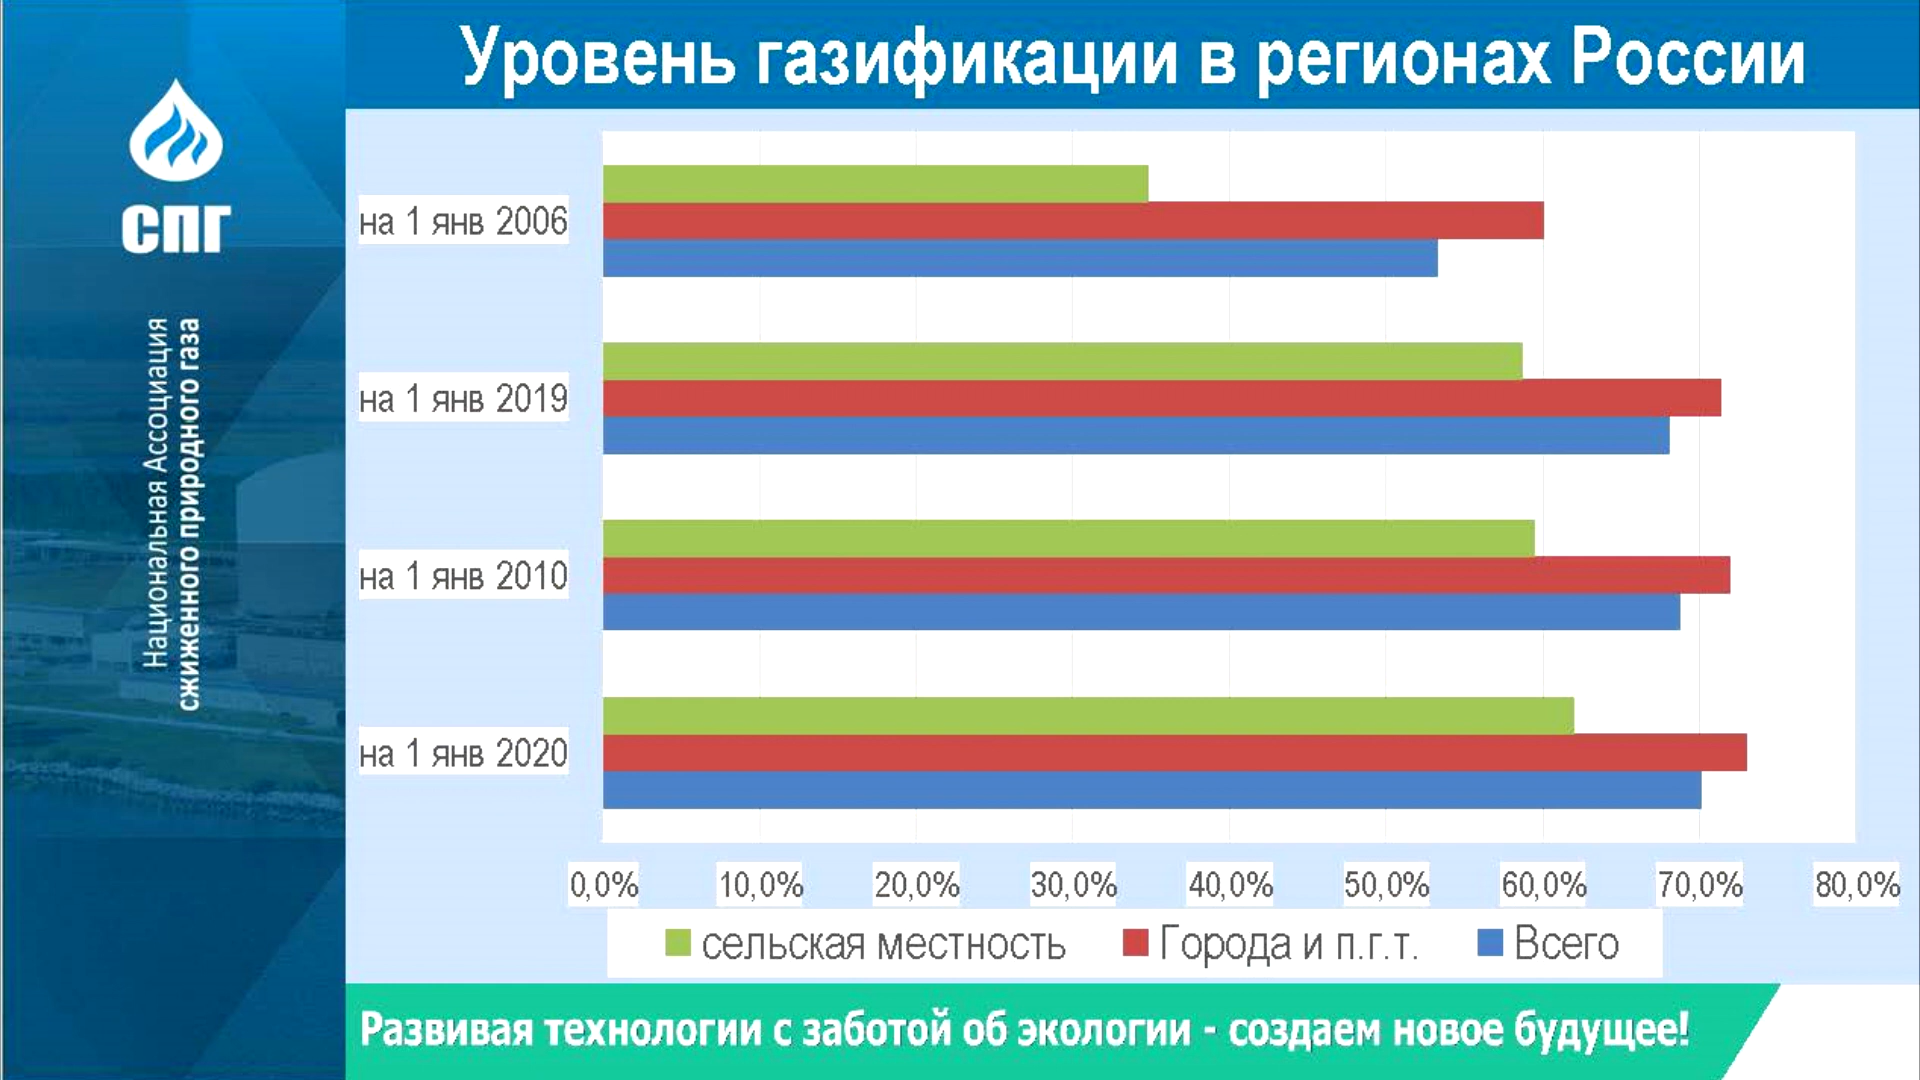 Уровень газификации в регионах России
СПГ
Национальная Ассоциация
сжиженного природного газа
на 1 янв 2006
на 1 янв 2019
на 1 янв 2010
на 1 янв 2020
0,0% 10,0% 20,0% 30,0% 40,0% 50,0% 60,0% 70,0% 80,0%
сельская местность Города и п.г.т. Всего
Развивая технологии с заботой об экологии - создаем новое будущее!